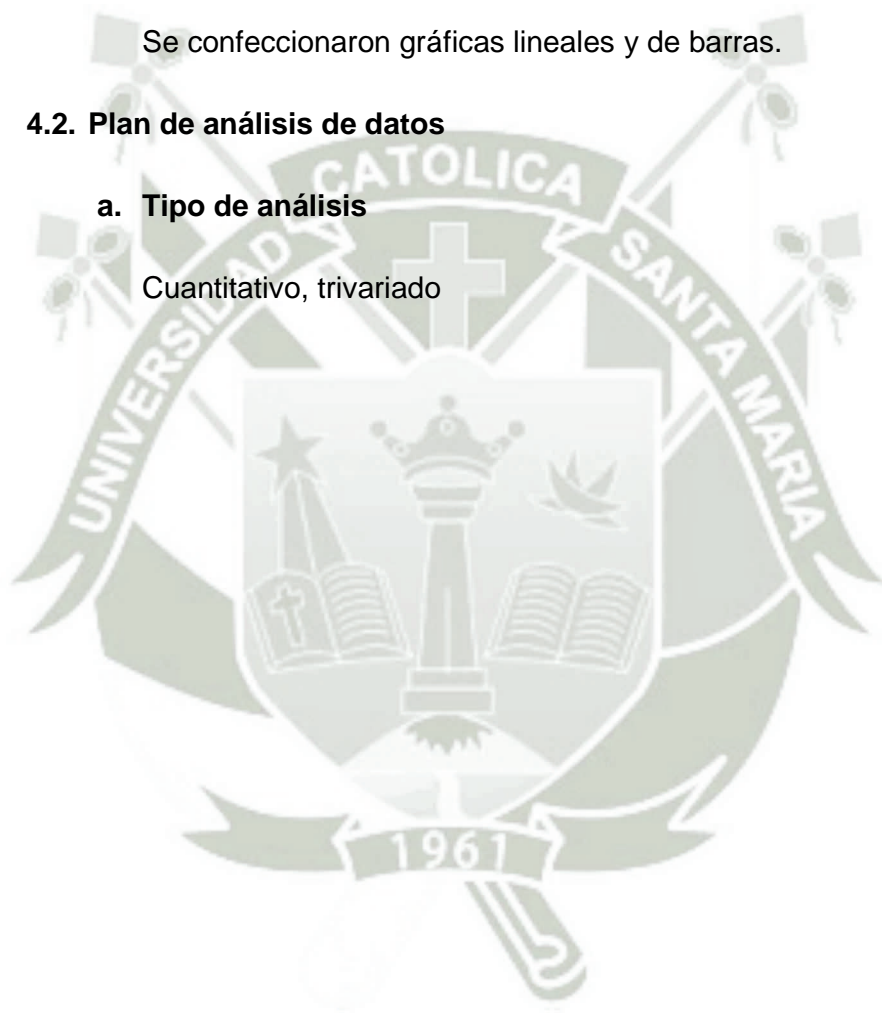 Se confeccionaron gráficas lineales y de barras.
4.2. Plan de análisis de datos
a. Tipo de análisis
Cuantitativo, trivariado
UNIVERSIDAD CATOLICA SANTA MARIA
1961